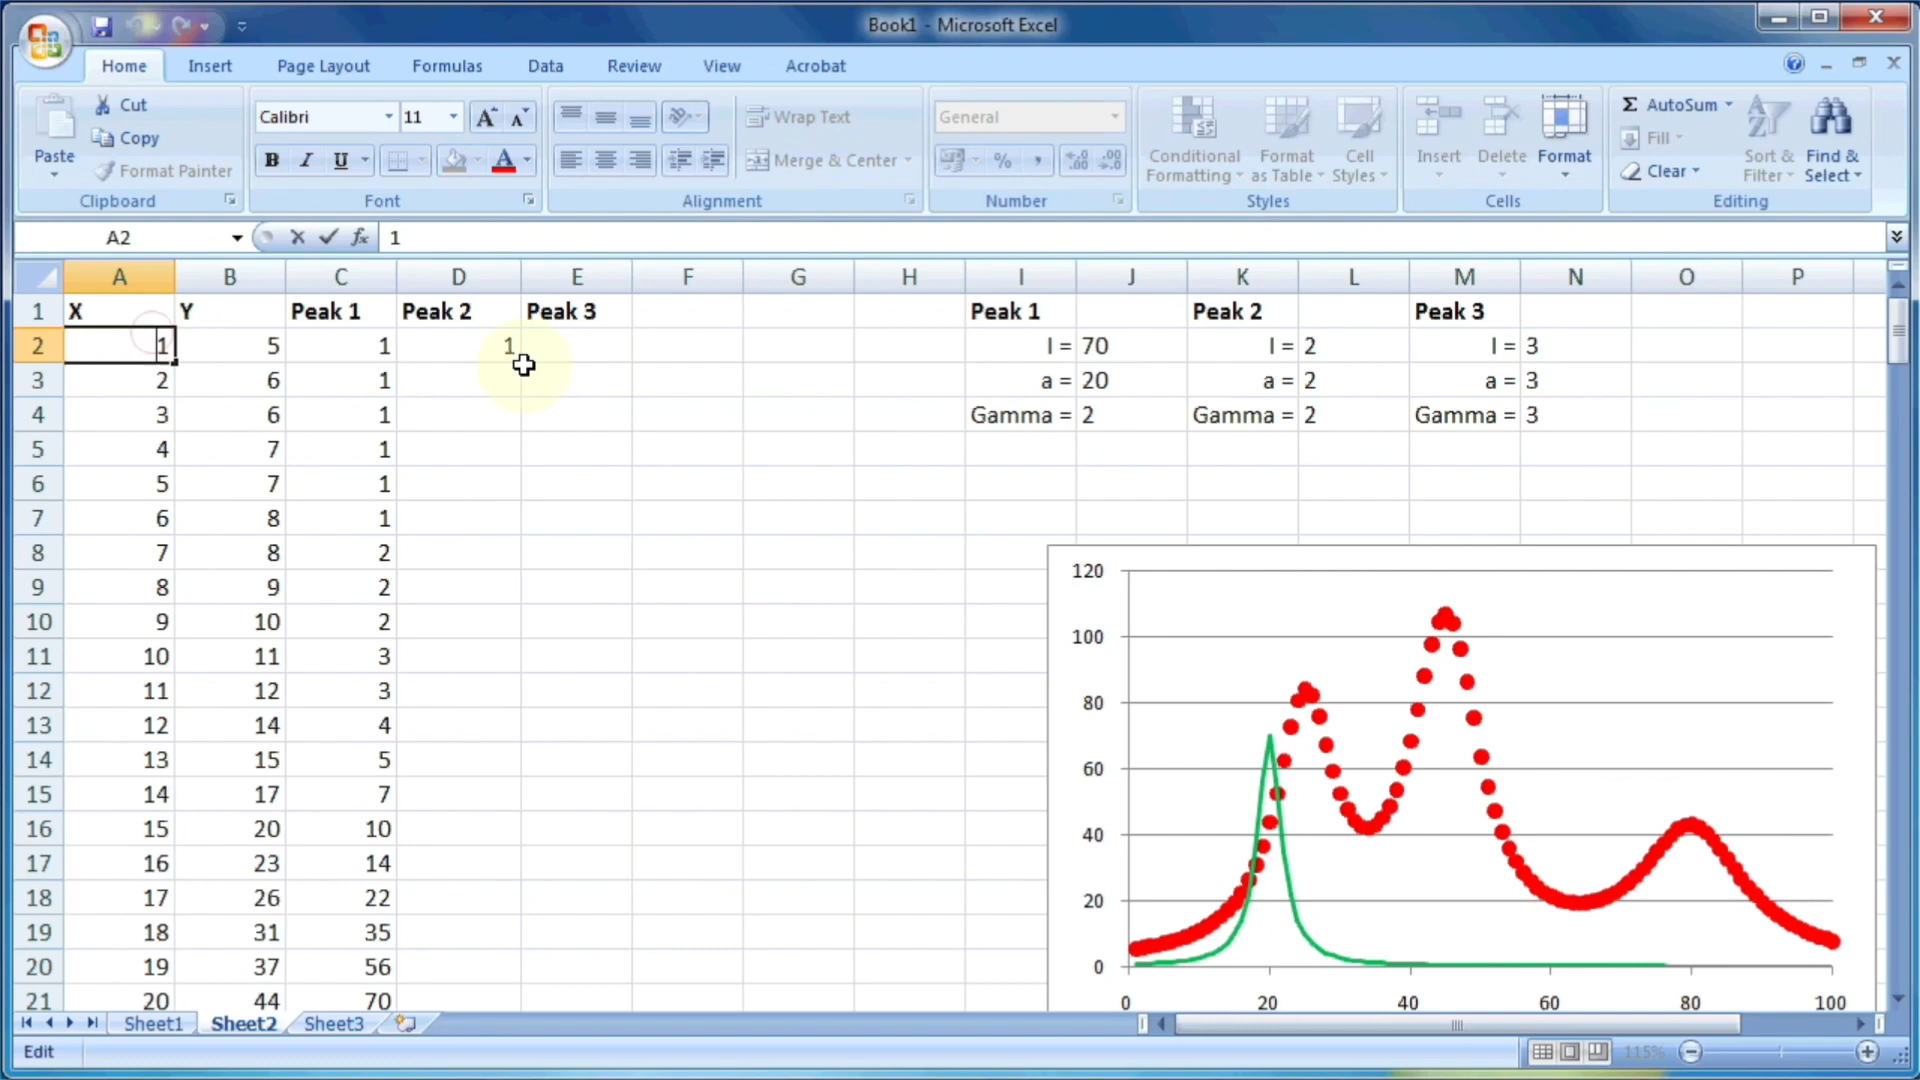 Book1 - Microsoft Excel
Home Insert Page Layout Formulas Data Review View Acrobat
Paste
Cut
Copy
Format Painter
Clipboard
Calibri 11
B I U
Font
Wrap Text
Merge & Center
Alignment
General
%
Number
Conditional Formatting
Format as Table
Cell Styles
Styles
Insert Delete Format
Cells
Σ AutoSum
Fill
Clear
Sort & Filter
Find & Select
Editing
A2 fx 1
A B C D E F G H I J K L M N O P
1 X Y Peak 1 Peak 2 Peak 3 Peak 1 Peak 2 Peak 3
2 1 5 1 1 I = 70 I = 2 I = 3
3 2 6 1 a = 20 a = 2 a = 3
4 3 6 1 Gamma = 2 Gamma = 2 Gamma = 3
5 4 7 1
6 5 7 1
7 6 8 1
8 7 8 2
9 8 9 2
10 9 10 2
11 10 11 3
12 11 12 3
13 12 14 4
14 13 15 5
15 14 17 7
16 15 20 10
17 16 23 14
18 17 26 22
19 18 31 35
20 19 37 56
21 20 44 70
120
100
80
60
40
20
0
0 20 40 60 80 100
Sheet1 Sheet2 Sheet3
Edit 115%